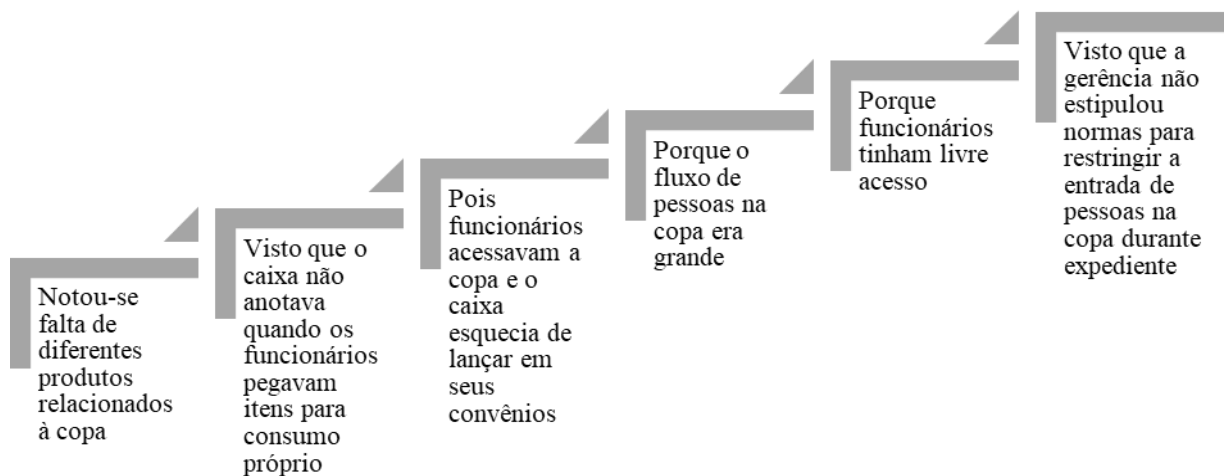 Notou-se
falta de
diferentes
produtos
relacionados
à copa
Visto que o
caixa não
anotava
quando os
funcionários
pegavam
itens para
consumo
próprio
Pois
funcionários
acessavam a
copa e o
caixa
esquecia de
lançar em
seus
convênios
Porque o
fluxo de
pessoas na
copa era
grande
Porque
funcionários
tinham livre
acesso
Visto que a
gerência não
estipulou
normas para
restringir a
entrada de
pessoas na
copa durante
expediente